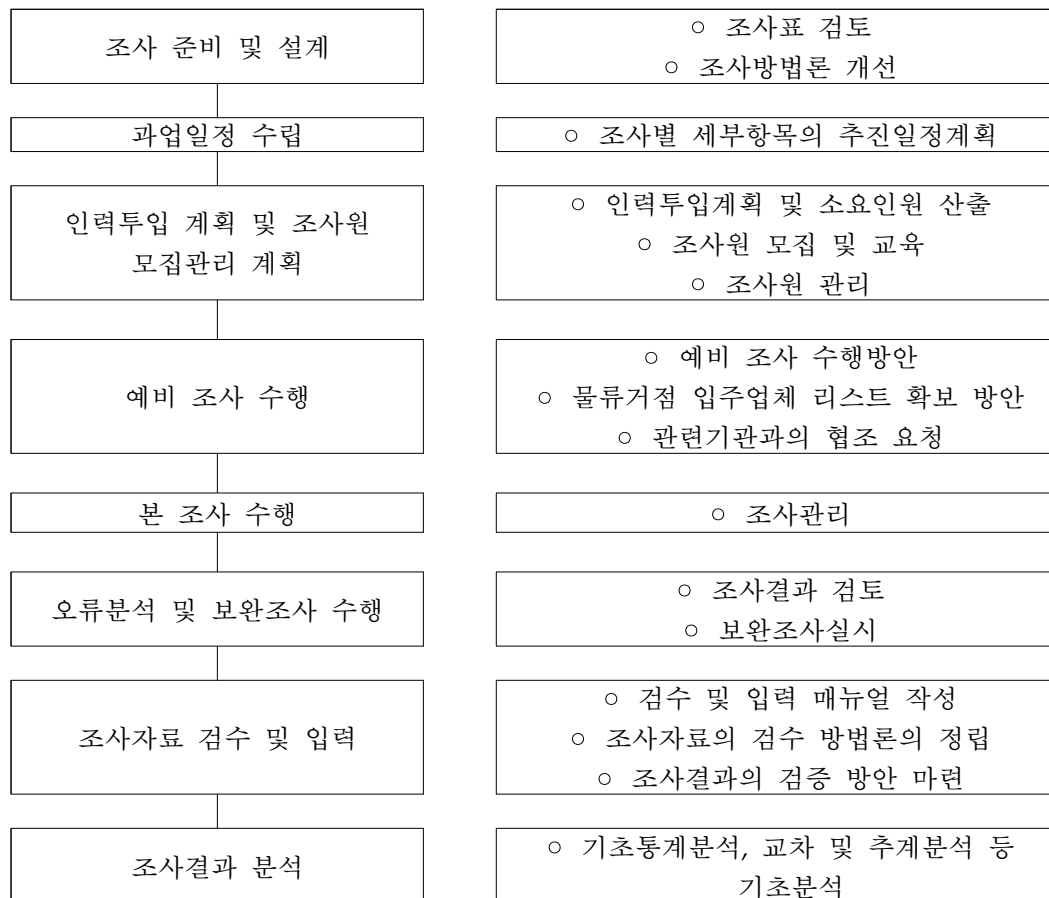 조사 준비 및 설계
○ 조사표 검토
○ 조사방법론 개선
과업일정 수립
○ 조사별 세부항목의 추진일정계획
인력투입 계획 및 조사원
모집관리 계획
○ 인력투입계획 및 소요인원 산출
○ 조사원 모집 및 교육
○ 조사원 관리
예비 조사 수행
○ 예비 조사 수행방안
○ 물류거점 입주업체 리스트 확보 방안
○ 관련기관과의 협조 요청
본 조사 수행
○ 조사관리
오류분석 및 보완조사 수행
○ 조사결과 검토
○ 보완조사실시
조사자료 검수 및 입력
○ 검수 및 입력 매뉴얼 작성
○ 조사자료의 검수 방법론의 정립
○ 조사결과의 검증 방안 마련
조사결과 분석
○ 기초통계분석, 교차 및 추계분석 등
기초분석